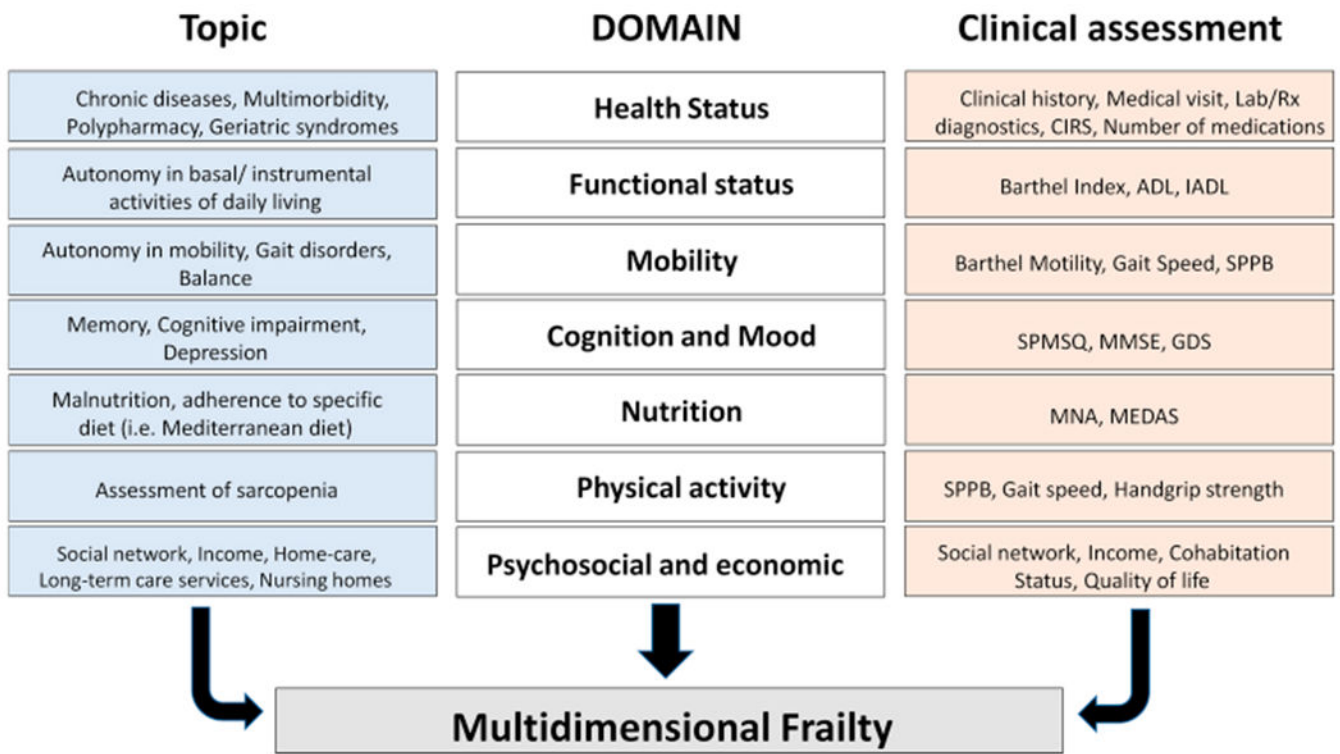 Topic
DOMAIN
Clinical assessment
Chronic diseases, Multimorbidity,
Polypharmacy, Geriatric syndromes
Health Status
Clinical history, Medical visit, Lab/Rx
diagnostics, CIRS, Number of medications
Autonomy in basal/ instrumental
activities of daily living
Functional status
Barthel Index, ADL, IADL
Autonomy in mobility, Gait disorders,
Balance
Mobility
Barthel Motility, Gait Speed, SPPB
Memory, Cognitive impairment,
Depression
Cognition and Mood
SPMSQ, MMSE, GDS
Malnutrition, adherence to specific
diet (i.e. Mediterranean diet)
Nutrition
MNA, MEDAS
Assessment of sarcopenia
Physical activity
SPPB, Gait speed, Handgrip strength
Social network, Income, Home-care,
Long-term care services, Nursing homes
Psychosocial and economic
Social network, Income, Cohabitation
Status, Quality of life
Multidimensional Frailty